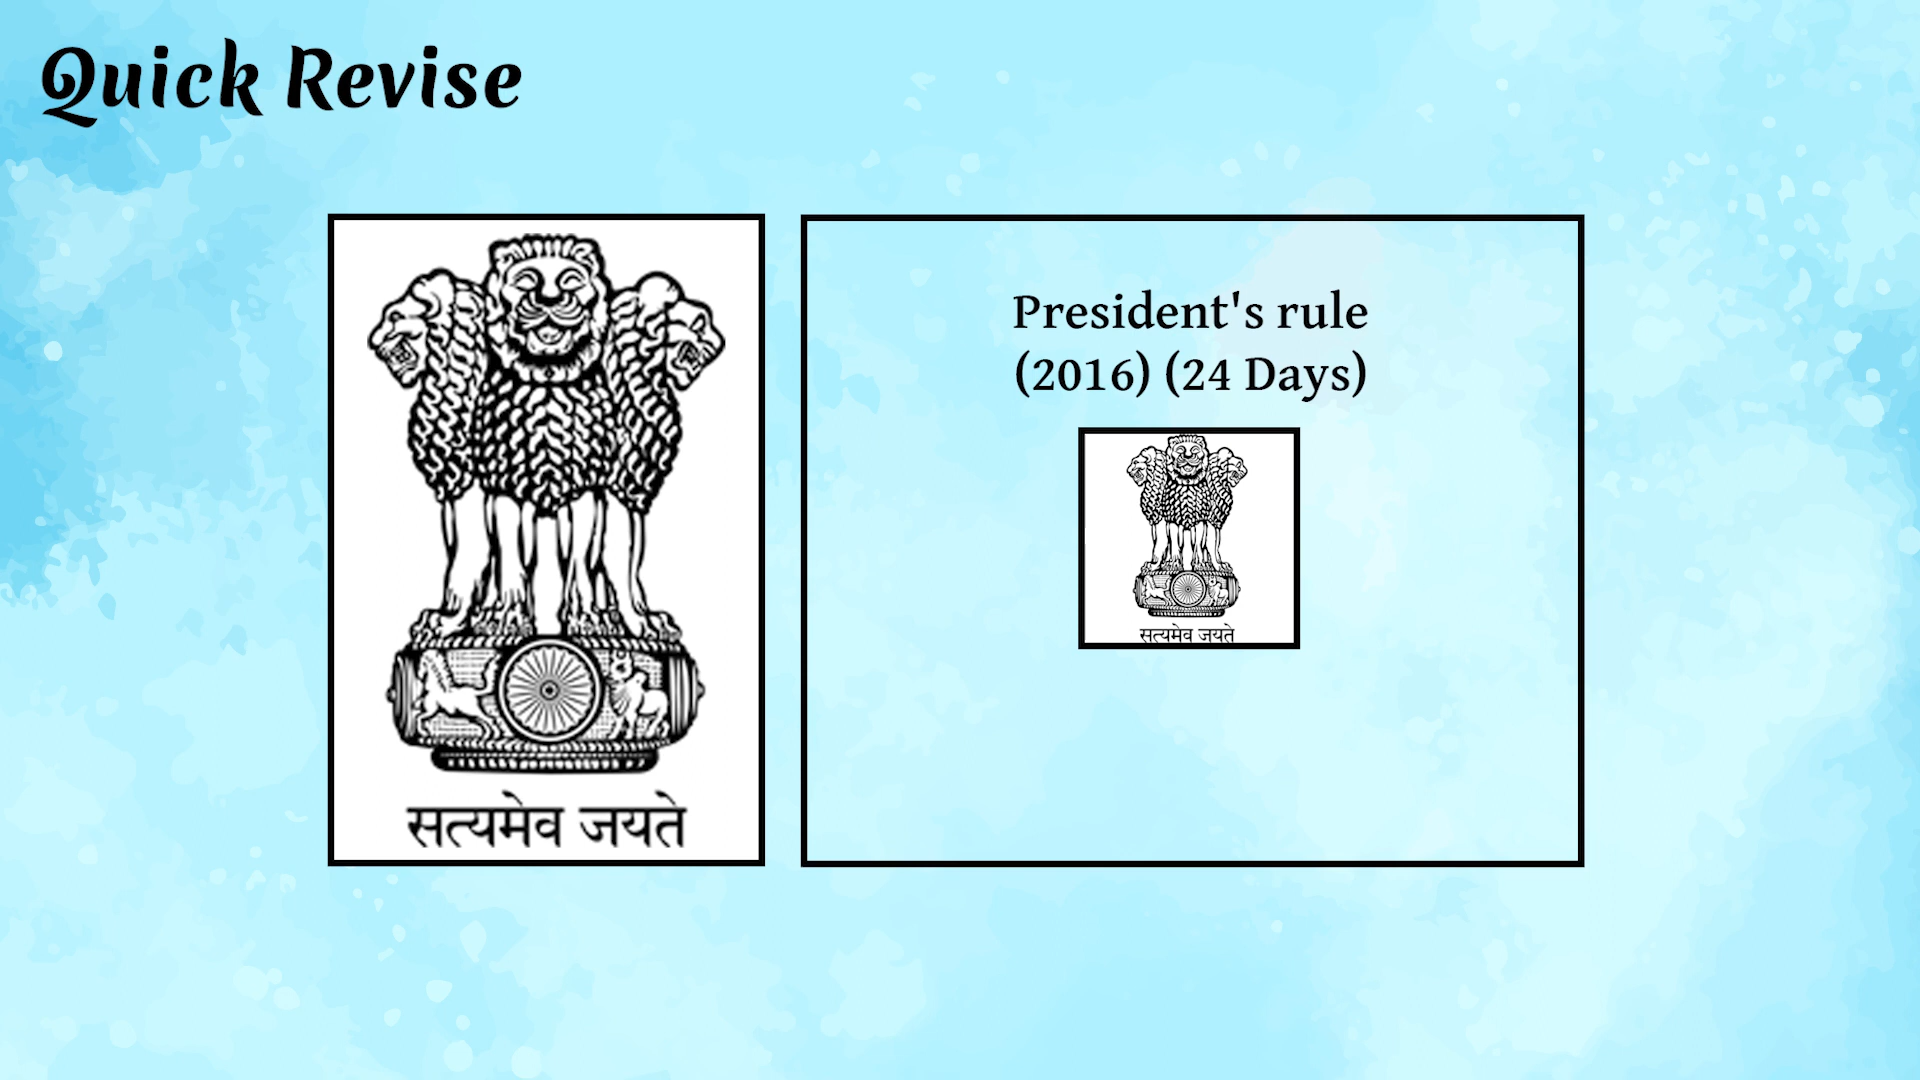 Quick Revise
सत्यमेव जयते
President's rule
(2016) (24 Days)
सत्यमेव जयते